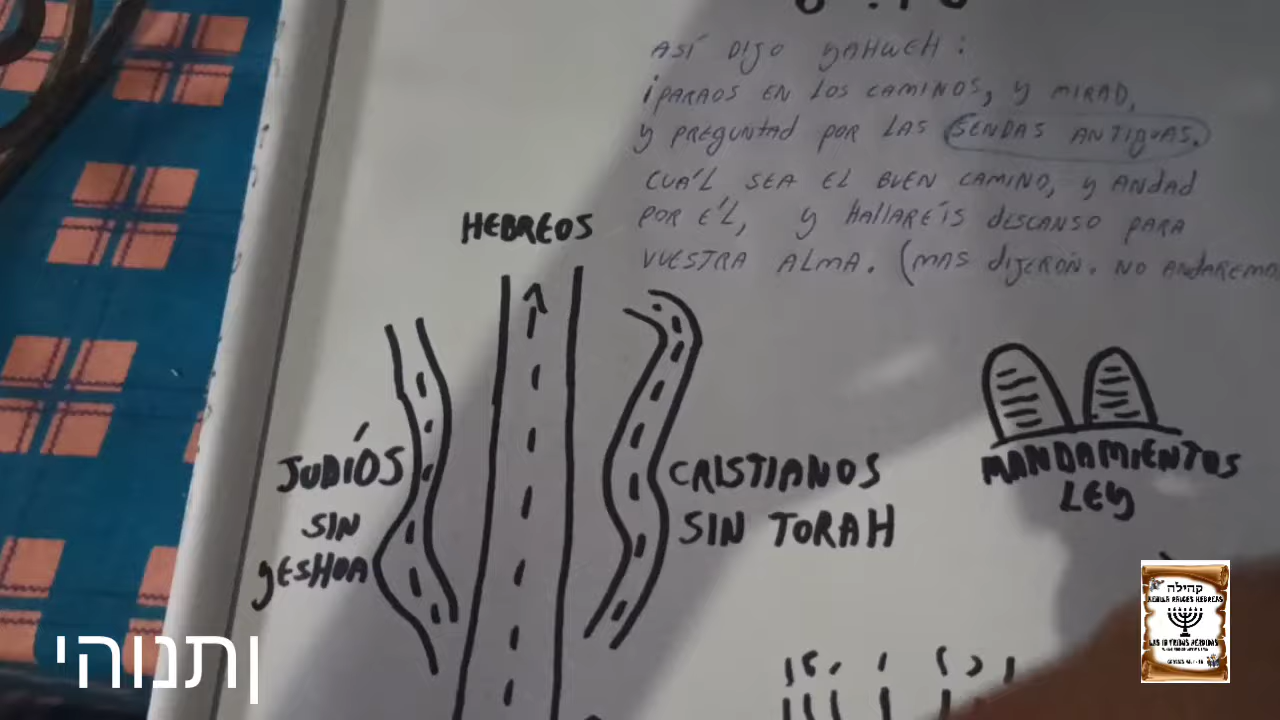 ASÍ DIJO YAHWEH:
¡PARAOS EN LOS CAMINOS, Y MIRAD,
Y PREGUNTAD POR LAS SENDAS ANTIGUAS.
CUÁL SEA EL BUEN CAMINO, Y ANDAD
POR ÉL, Y HALLARÉIS DESCANSO PARA
VUESTRA ALMA. (MAS DIJERON. NO ANDAREMO
HEBREOS
JUDÍOS
SIN
YESHOA
CRISTIANOS
SIN TORAH
MANDAMIENTOS
LEY
יהונתן
קהילה